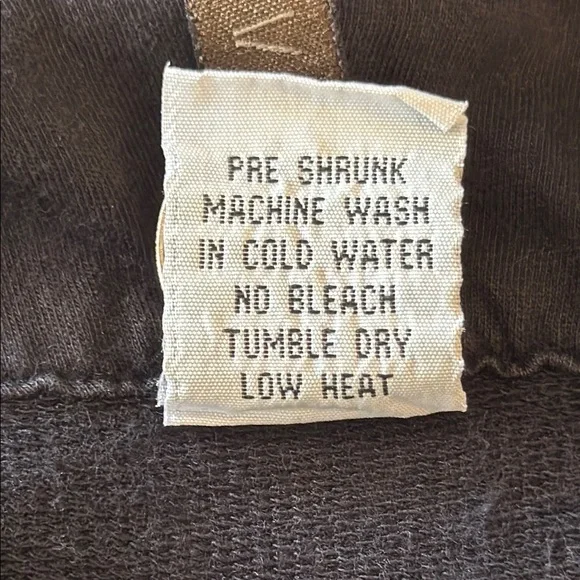 PRE SHRUNK
MACHINE WASH
IN COLD WATER
NO BLEACH
TUMBLE DRY
LOW HEAT